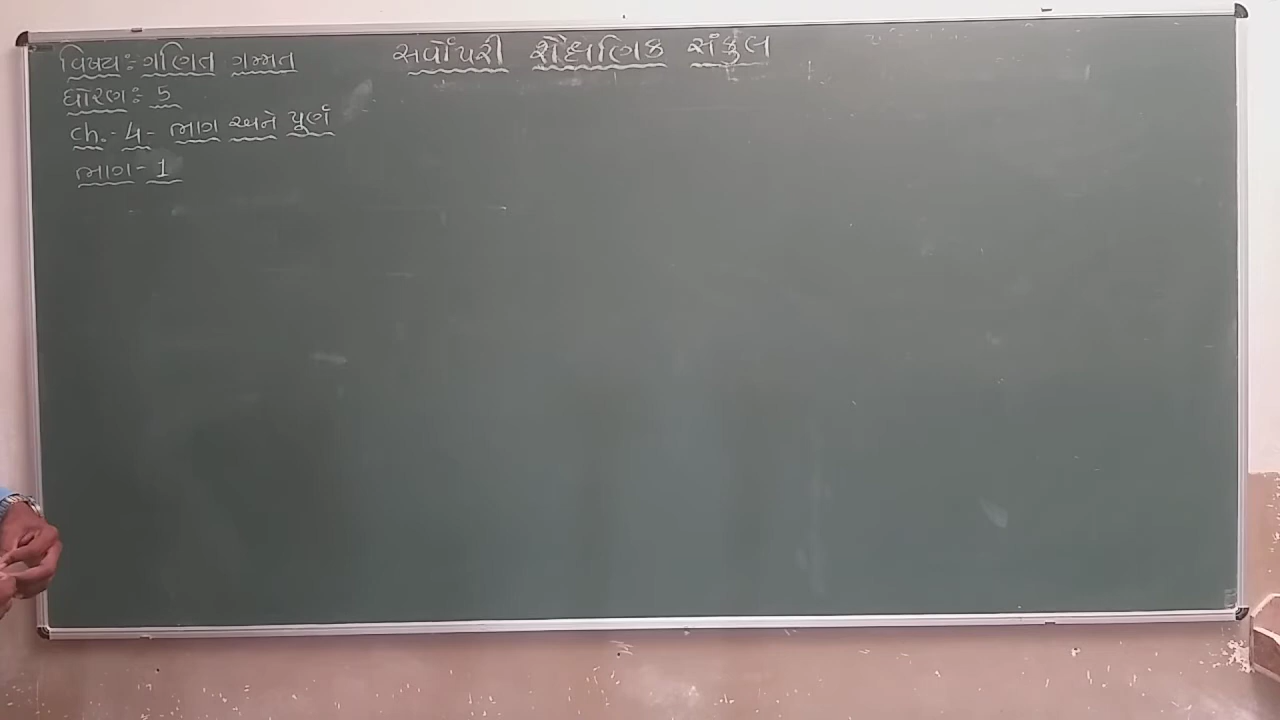 સર્વોપરી શૈક્ષણિક સંકુલ
વિષય:- ગણિત ગમ્મત
ધોરણ:- 5
ch.- 4 - ભાગ અને પૂર્ણ
ભાગ - 1